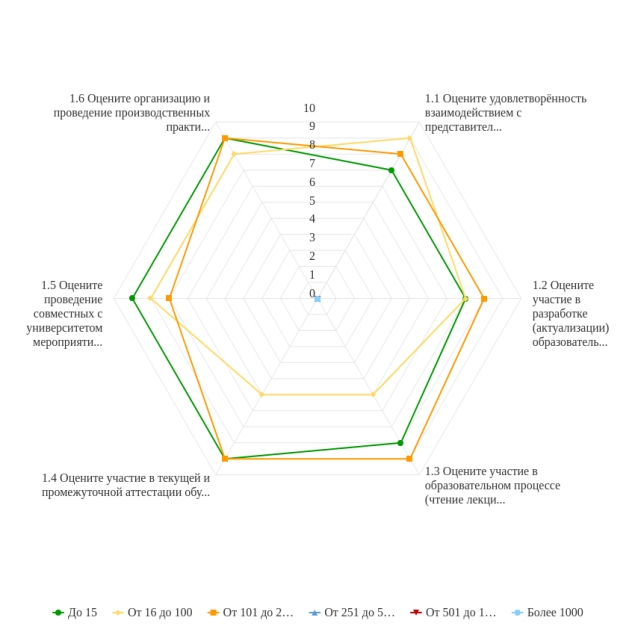 1.6 Оцените организацию и
проведение производственных
практи...
1.1 Оцените удовлетворённость
взаимодействием с
представител...
10
9
8
7
6
5
4
3
2
1
0
1.5 Оцените
проведение
совместных с
университетом
мероприяти...
1.2 Оцените
участие в
разработке
(актуализации)
образователь...
1.4 Оцените участие в текущей и
промежуточной аттестации обу...
1.3 Оцените участие в
образовательном процессе
(чтение лекци...
До 15 От 16 до 100 От 101 до 2… От 251 до 5… От 501 до 1… Более 1000